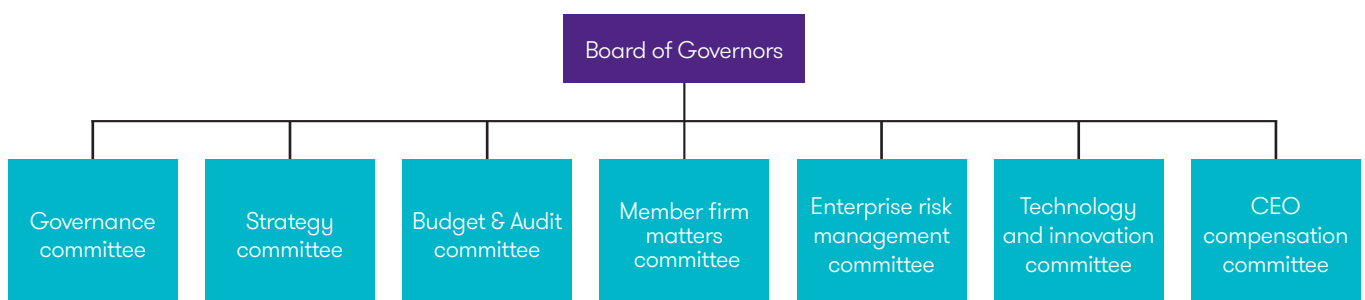 Board of Governors
Governance
committee
Strategy
committee
Budget & Audit
committee
Member firm
matters
committee
Enterprise risk
management
committee
Technology
and innovation
committee
CEO
compensation
committee